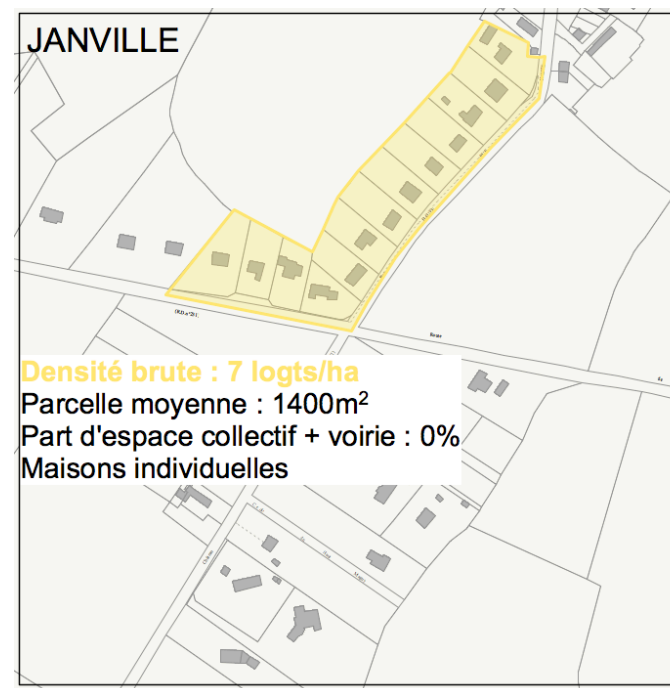 JANVILLE
Densité brute : 7 logts/ha
Parcelle moyenne : 1400m²
Part d'espace collectif + voirie : 0%
Maisons individuelles